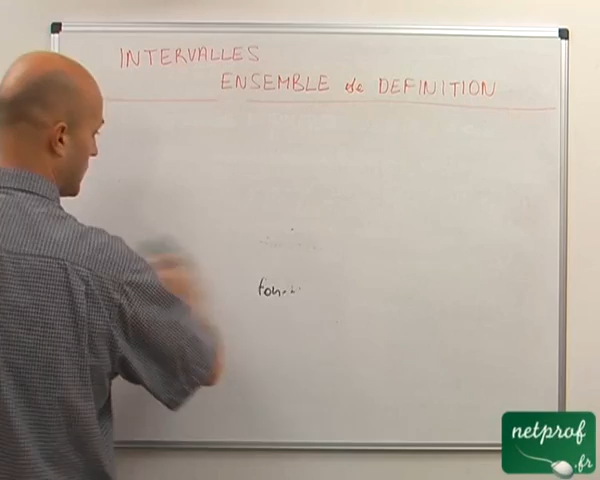 INTERVALLES
ENSEMBLE de DEFINITION
netprof
.fr